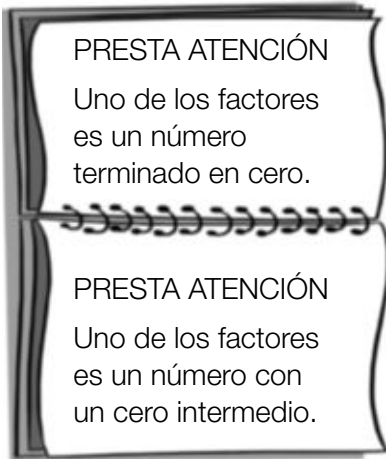 PRESTA ATENCIÓN
Uno de los factores
es un número
terminado en cero.
PRESTA ATENCIÓN
Uno de los factores
es un número con
un cero intermedio.